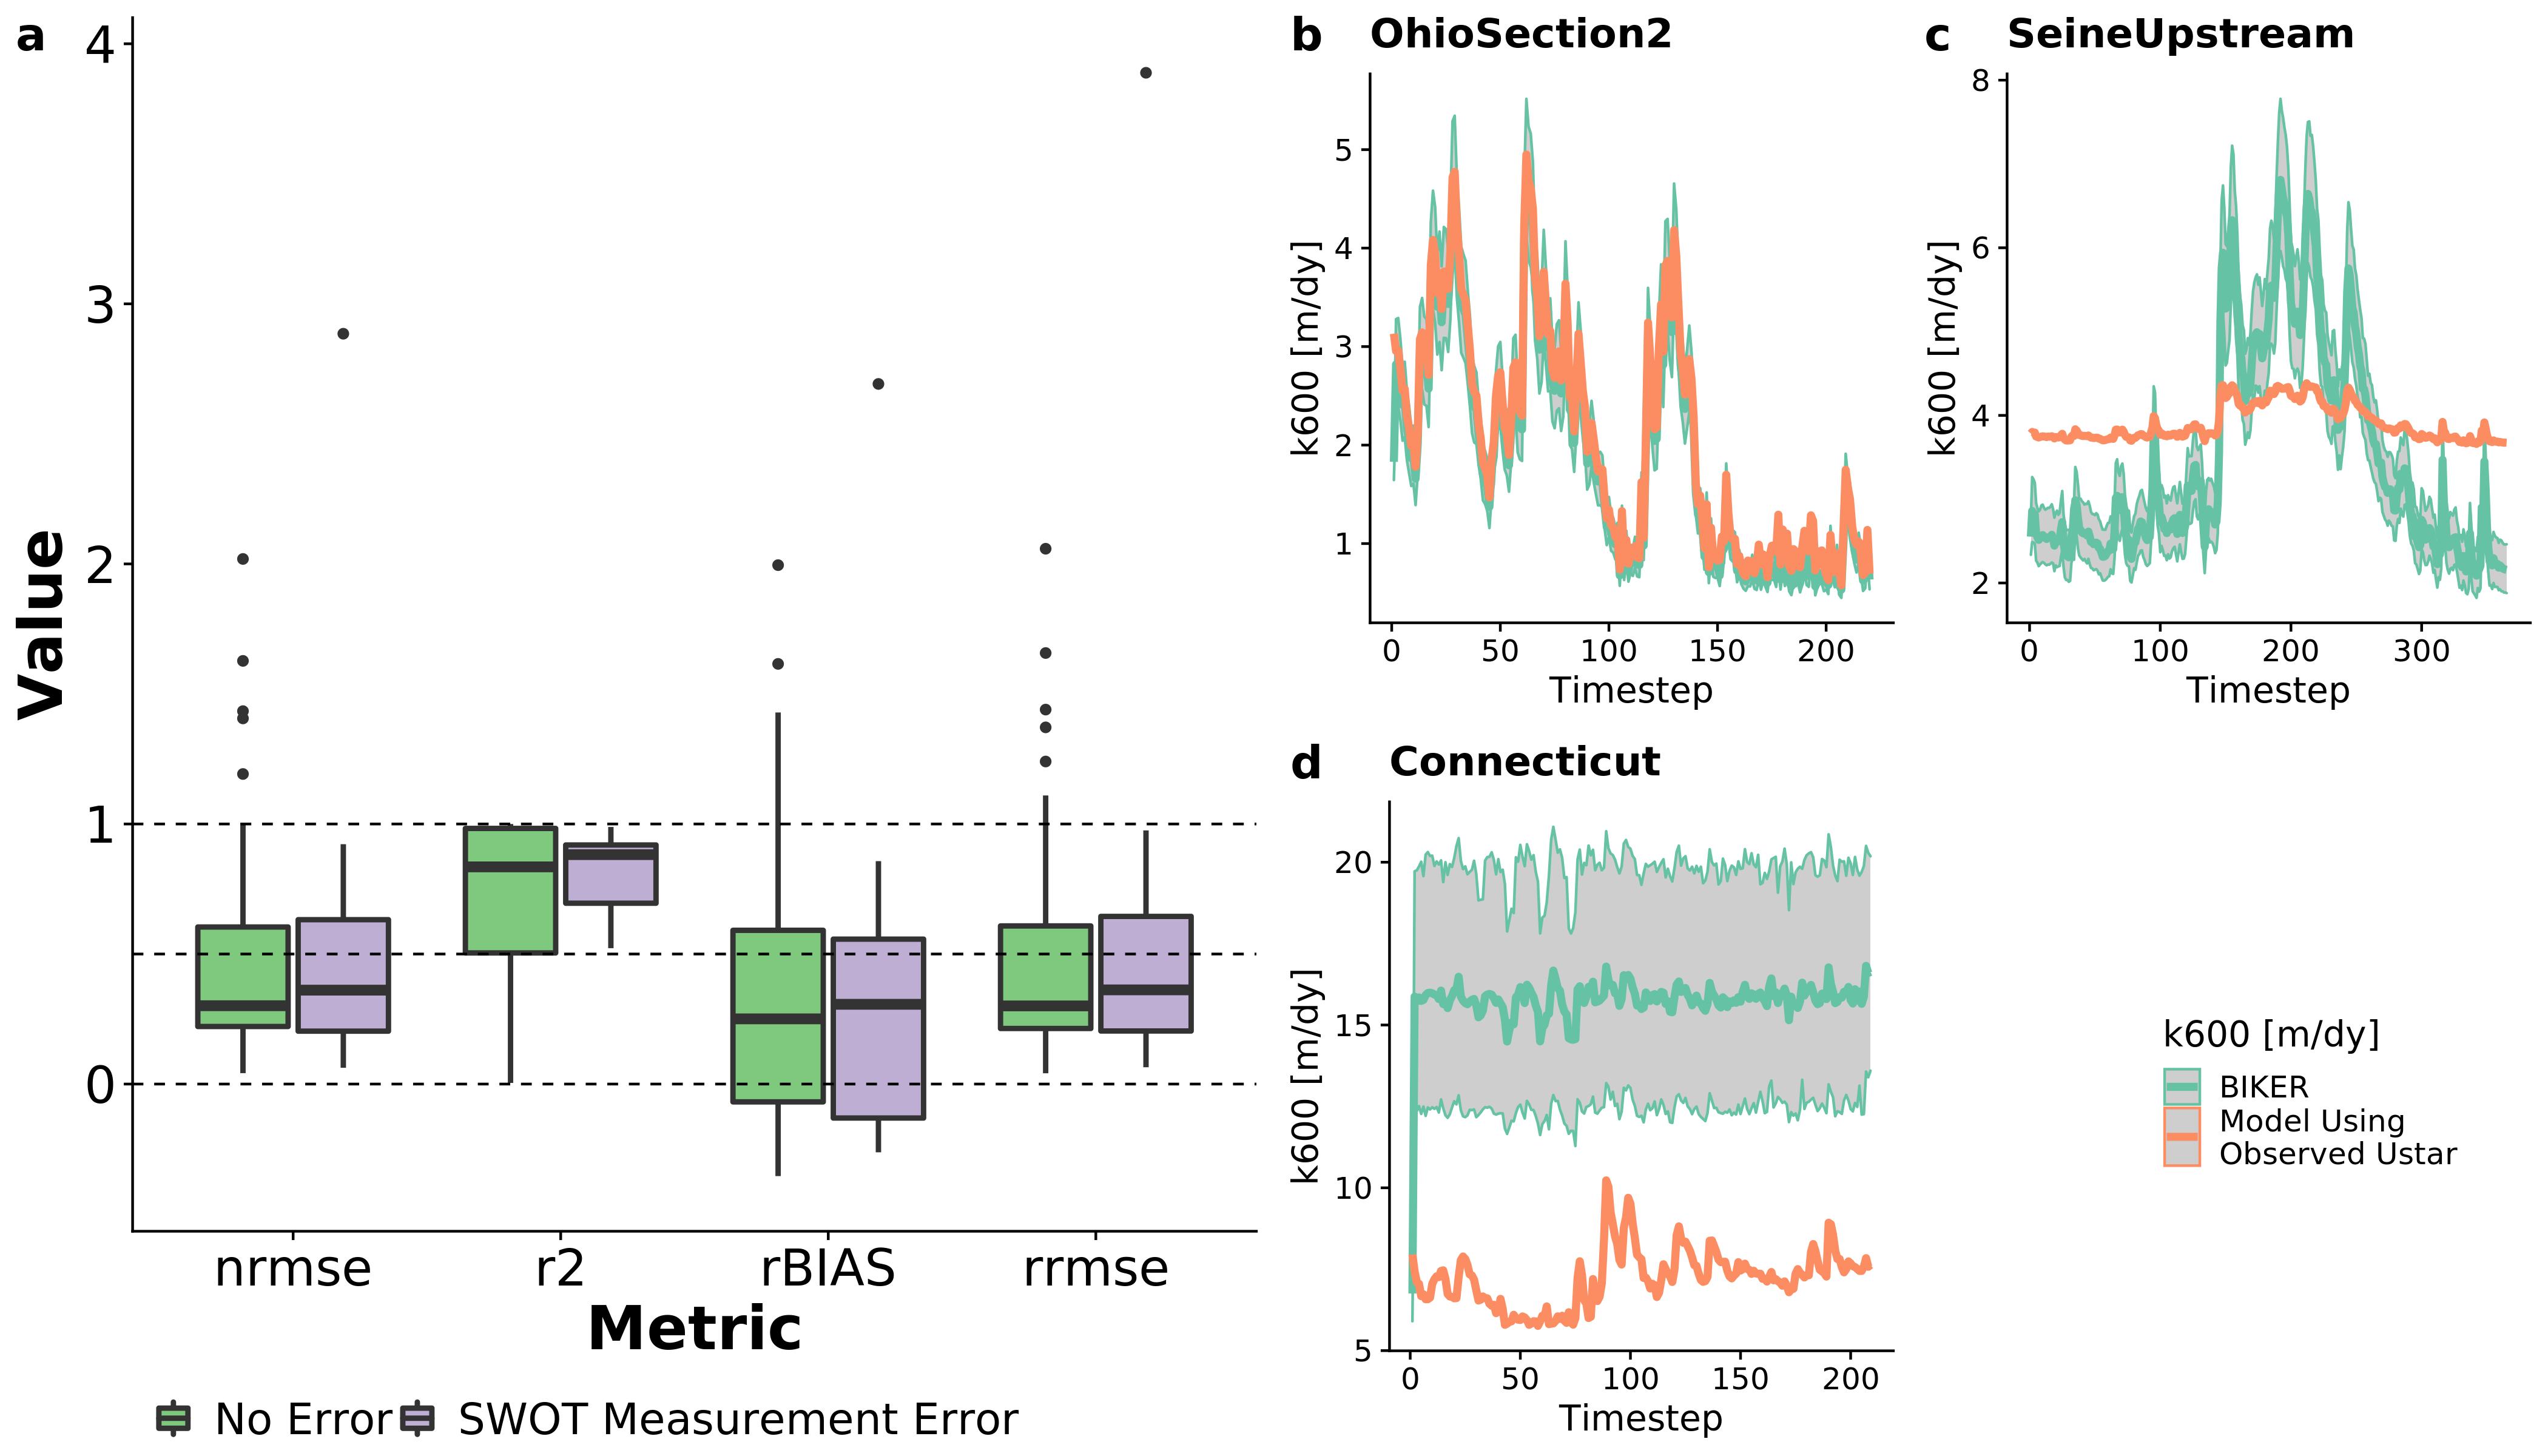 a
4
3
2
1
0
Value
nrmse r2 rBIAS rrmse
Metric
No Error SWOT Measurement Error
b OhioSection2
5
4
3
2
1
k600 [m/dy]
0 50 100 150 200
Timestep
c SeineUpstream
8
6
4
2
k600 [m/dy]
0 100 200 300
Timestep
d Connecticut
20
15
10
5
k600 [m/dy]
0 50 100 150 200
Timestep
k600 [m/dy]
BIKER
Model Using
Observed Ustar